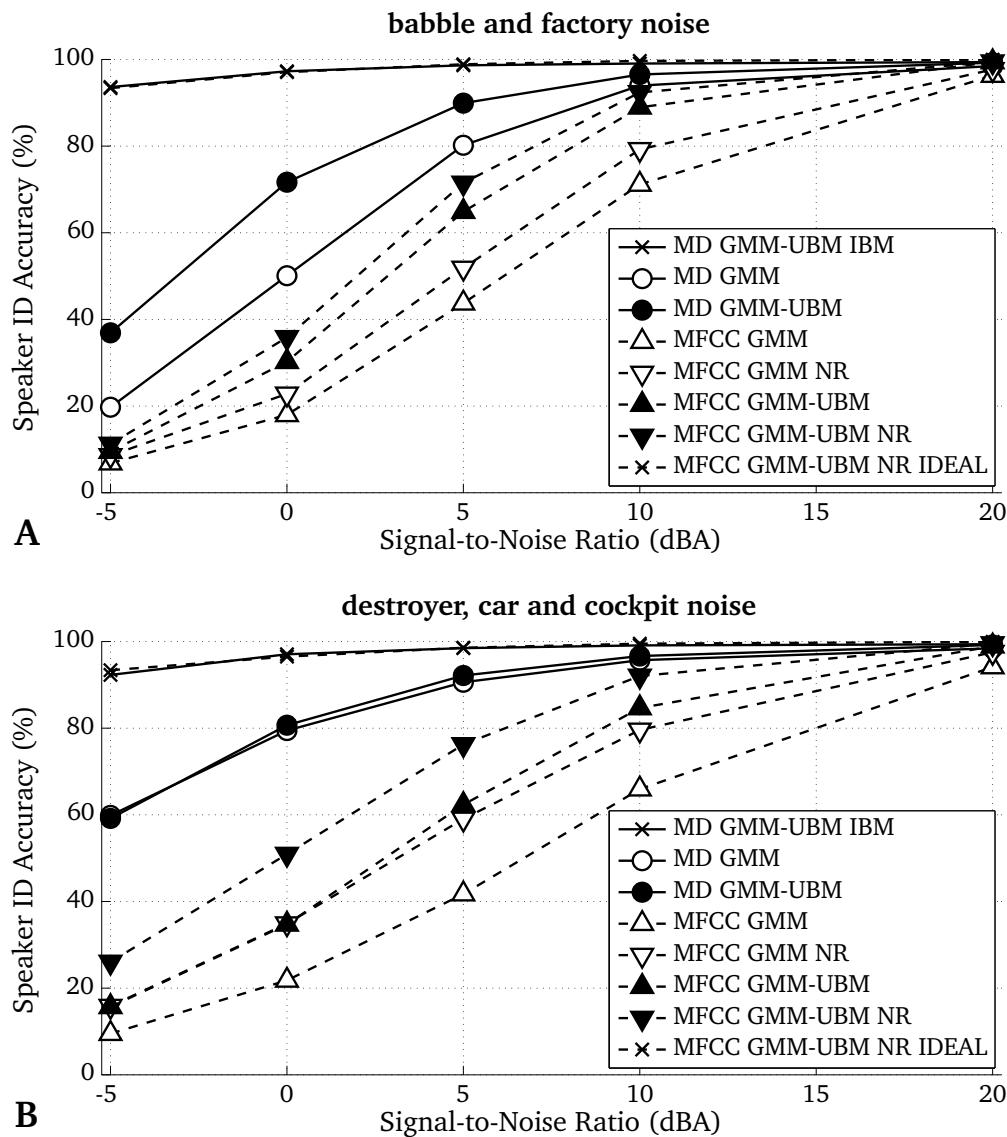 babble and factory noise
100
80
60
40
20
0
Speaker ID Accuracy (%)
MD GMM-UBM IBM
MD GMM
MD GMM-UBM
MFCC GMM
MFCC GMM NR
MFCC GMM-UBM
MFCC GMM-UBM NR
MFCC GMM-UBM NR IDEAL
-5 0 5 10 15 20
A
Signal-to-Noise Ratio (dBA)
destroyer, car and cockpit noise
100
80
60
40
20
0
Speaker ID Accuracy (%)
MD GMM-UBM IBM
MD GMM
MD GMM-UBM
MFCC GMM
MFCC GMM NR
MFCC GMM-UBM
MFCC GMM-UBM NR
MFCC GMM-UBM NR IDEAL
-5 0 5 10 15 20
B
Signal-to-Noise Ratio (dBA)